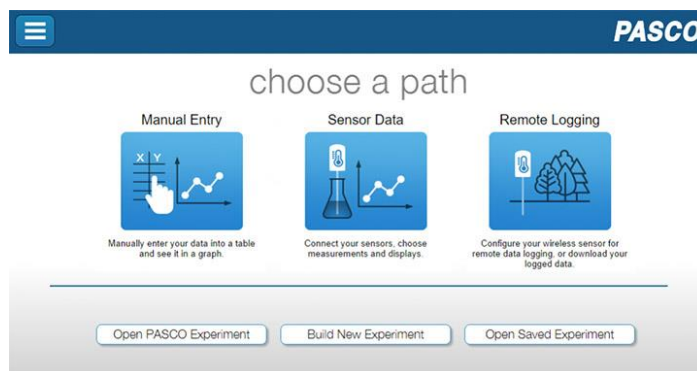 PASCO
choose a path
Manual Entry
Sensor Data
Remote Logging
X Y
Manually enter your data into a table
and see it in a graph.
Connect your sensors, choose
measurements and displays.
Configure your wireless sensor for
remote data logging, or download your
logged data.
Open PASCO Experiment
Build New Experiment
Open Saved Experiment